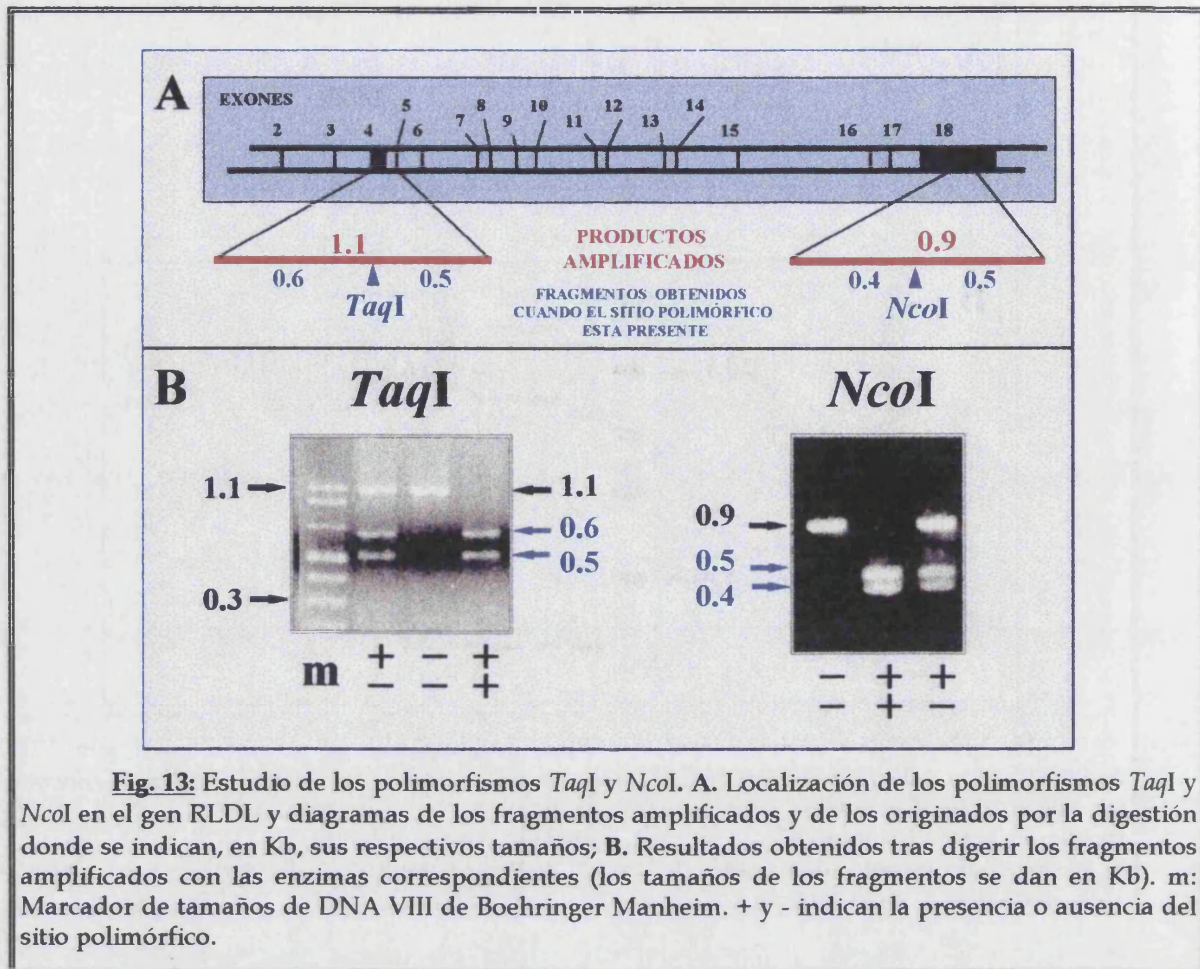 A
EXONES
2 3 4 5 6 7 8 9 10 11 12 13 14 15 16 17 18
1.1
0.6
0.5
TaqI
PRODUCTOS
AMPLIFICADOS
FRAGMENTOS OBTENIDOS
CUANDO EL SITIO POLIMÓRFICO
ESTA PRESENTE
0.9
0.4
0.5
NcoI
B
TaqI
1.1
0.3
1.1
0.6
0.5
m
+ − +
− − +
NcoI
0.9
0.5
0.4
− + +
− + −
Fig. 13: Estudio de los polimorfismos TaqI y NcoI. A. Localización de los polimorfismos TaqI y
NcoI en el gen RLDL y diagramas de los fragmentos amplificados y de los originados por la digestión
donde se indican, en Kb, sus respectivos tamaños; B. Resultados obtenidos tras digerir los fragmentos
amplificados con las enzimas correspondientes (los tamaños de los fragmentos se dan en Kb). m:
Marcador de tamaños de DNA VIII de Boehringer Manheim. + y - indican la presencia o ausencia del
sitio polimórfico.